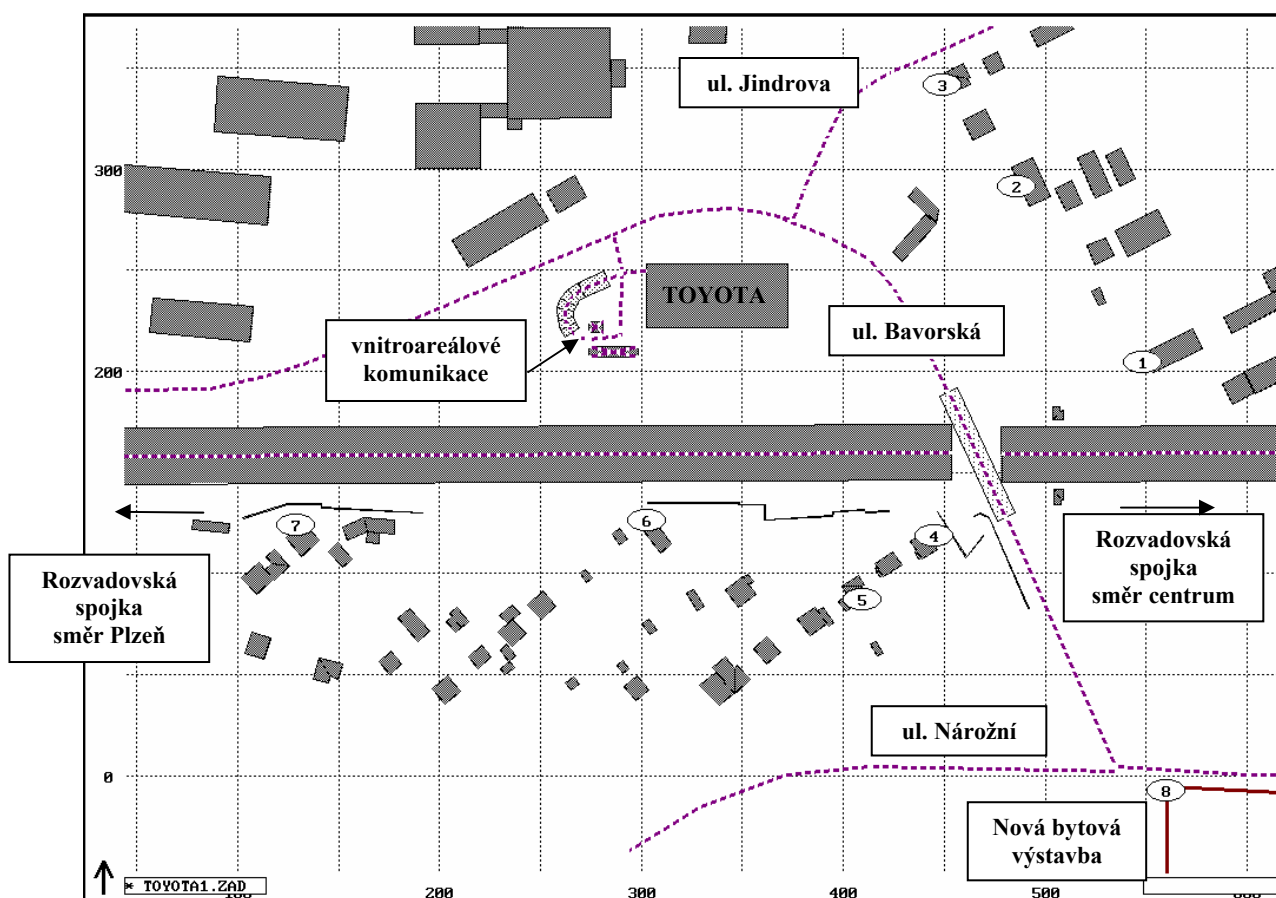 ul. Jindrova
3
300
2
TOYOTA
ul. Bavorská
vnitroareálové
komunikace
1
200
7
6
4
Rozvadovská
spojka
směr Plzeň
Rozvadovská
spojka
směr centrum
5
ul. Nárožní
0
8
Nová bytová
výstavba
* TOYOTA1.ZAD
200
300
400
500